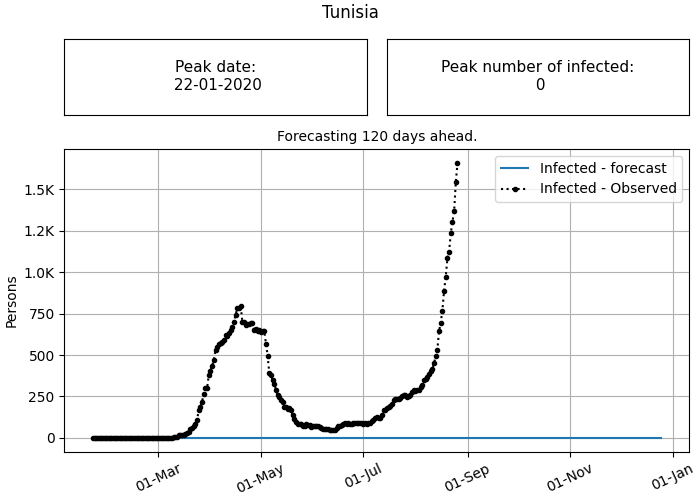 Tunisia
Peak date:
22-01-2020
Peak number of infected:
0
Forecasting 120 days ahead.
Infected - forecast
Infected - Observed
1.5K
1.2K
1.0K
750
500
250
0
Persons
01-Mar
01-May
01-Jul
01-Sep
01-Nov
01-Jan